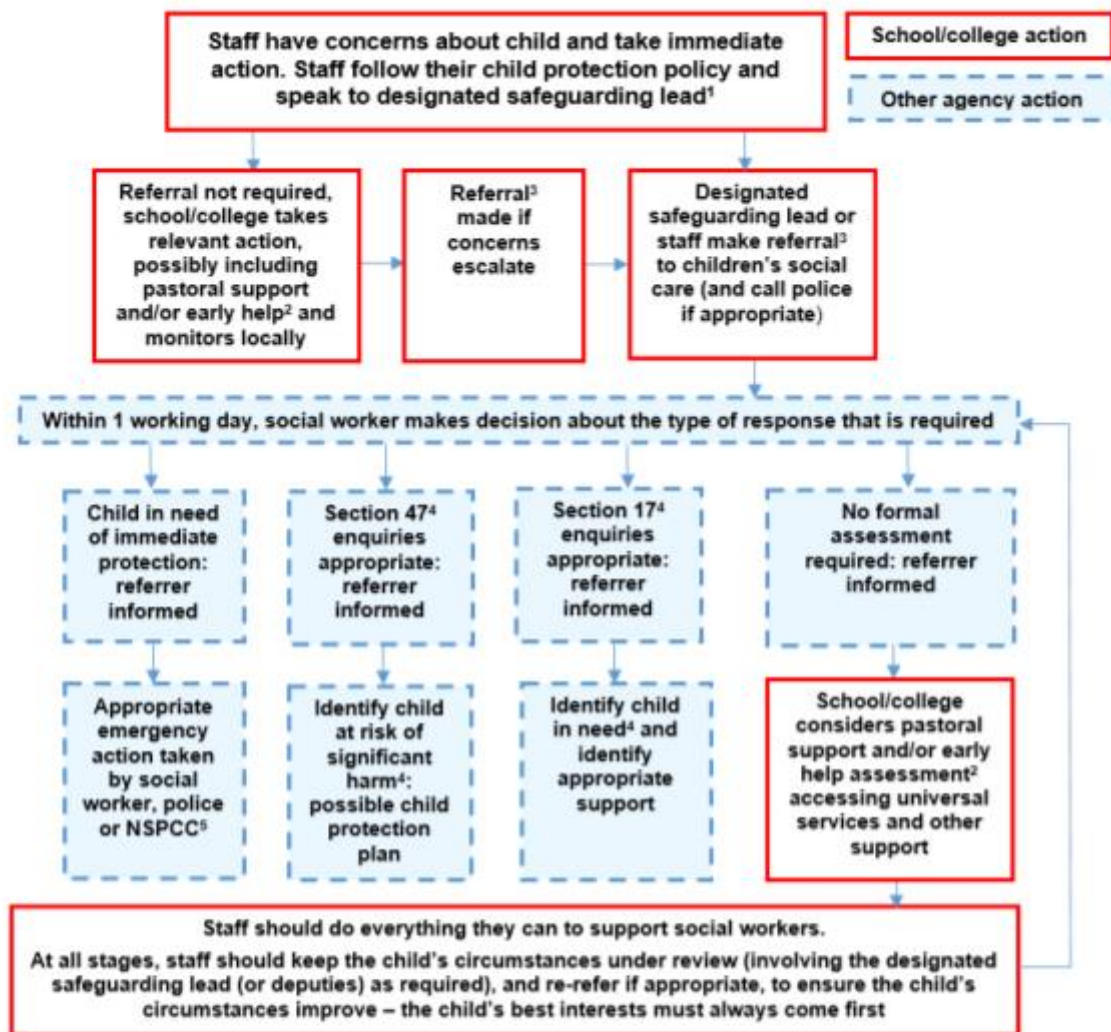 Staff have concerns about child and take immediate
action. Staff follow their child protection policy and
speak to designated safeguarding lead¹
School/college action
Other agency action
Referral not required,
school/college takes
relevant action,
possibly including
pastoral support
and/or early help² and
monitors locally
Referral³
made if
concerns
escalate
Designated
safeguarding lead or
staff make referral³
to children's social
care (and call police
if appropriate)
Within 1 working day, social worker makes decision about the type of response that is required
Child in need
of immediate
protection:
referrer
informed
Section 47⁴
enquiries
appropriate:
referrer
informed
Section 17⁴
enquiries
appropriate:
referrer
informed
No formal
assessment
required: referrer
informed
Appropriate
emergency
action taken
by social
worker, police
or NSPCC⁵
Identify child
at risk of
significant
harm⁴:
possible child
protection
plan
Identify child
in need⁴ and
identify
appropriate
support
School/college
considers pastoral
support and/or early
help assessment²
accessing universal
services and other
support
Staff should do everything they can to support social workers.
At all stages, staff should keep the child's circumstances under review (involving the designated
safeguarding lead (or deputies) as required), and re-refer if appropriate, to ensure the child's
circumstances improve – the child's best interests must always come first